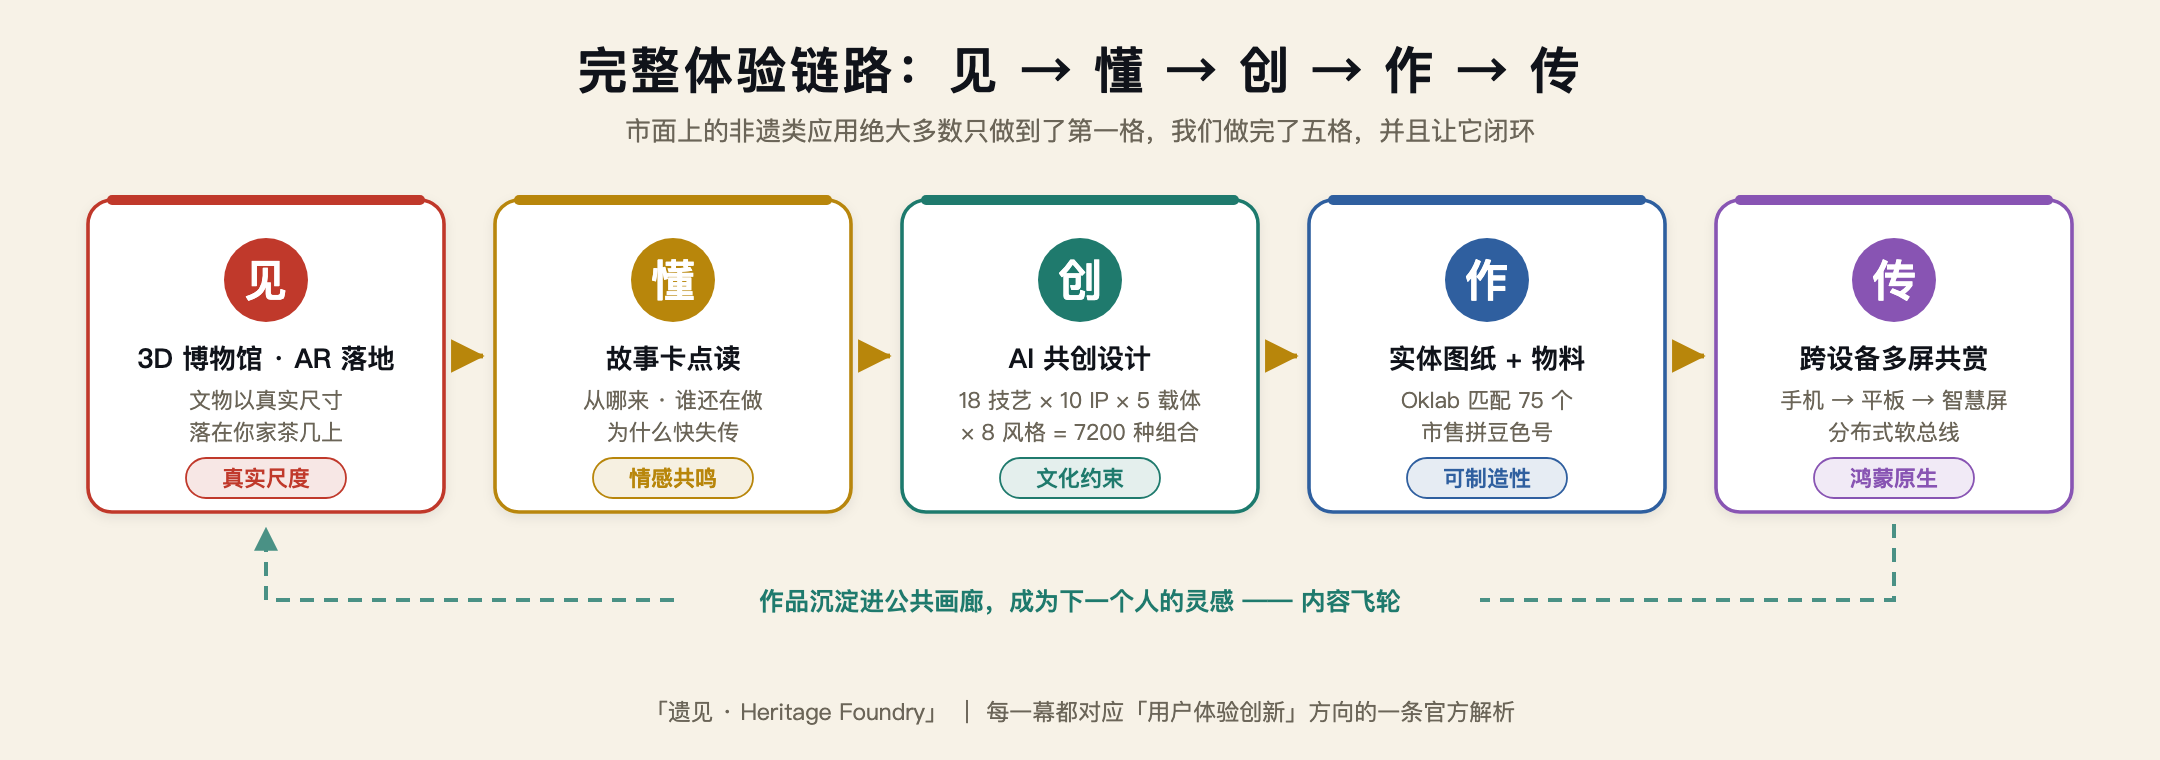 完整体验链路：见 → 懂 → 创 → 作 → 传
市面上的非遗类应用绝大多数只做到了第一格，我们做完了五格，并且让它闭环
见
3D 博物馆 · AR 落地
文物以真实尺寸
落在你家茶几上
真实尺度
懂
故事卡点读
从哪来 · 谁还在做
为什么快失传
情感共鸣
创
AI 共创设计
18 技艺 × 10 IP × 5 载体
× 8 风格 = 7200 种组合
文化约束
作
实体图纸 + 物料
Oklab 匹配 75 个
市售拼豆色号
可制造性
传
跨设备多屏共赏
手机 → 平板 → 智慧屏
分布式软总线
鸿蒙原生
作品沉淀进公共画廊，成为下一个人的灵感 —— 内容飞轮
「遗见 · Heritage Foundry」 ｜ 每一幕都对应「用户体验创新」方向的一条官方解析